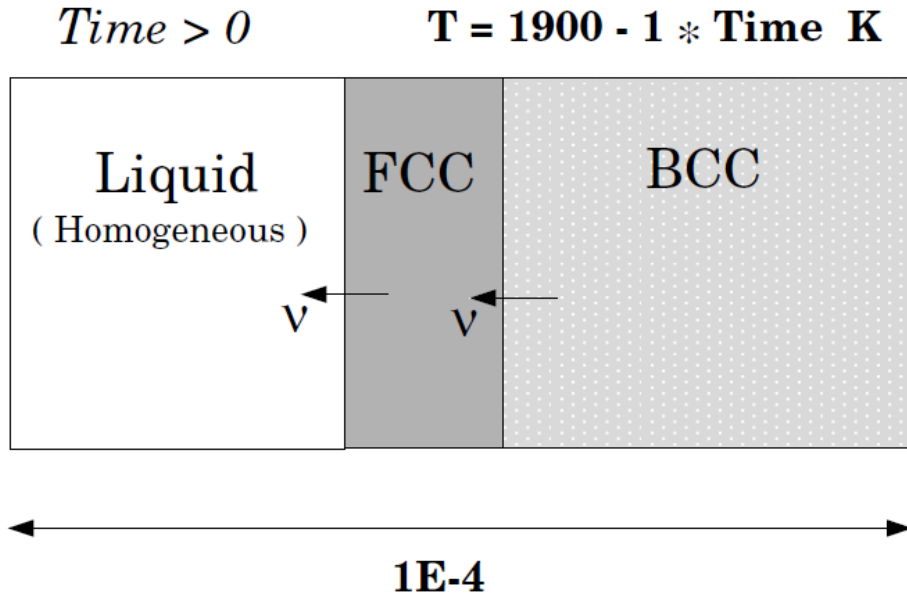 Time > 0 T = 1900 - 1 * Time K
Liquid FCC BCC
( Homogeneous )
ν ν
1E-4